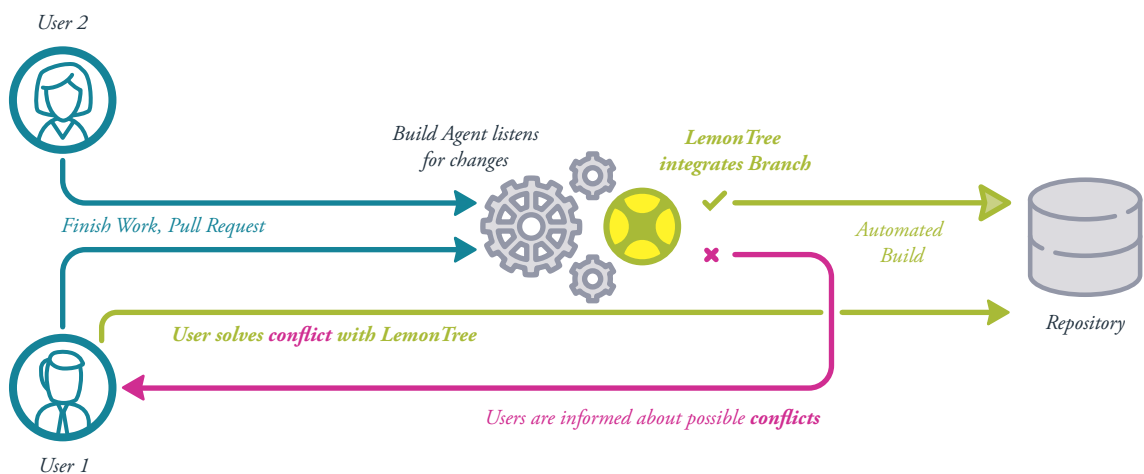 User 2
Build Agent listens
for changes
LemonTree
integrates Branch
Finish Work, Pull Request
Automated
Build
User solves conflict with LemonTree
Repository
Users are informed about possible conflicts
User 1